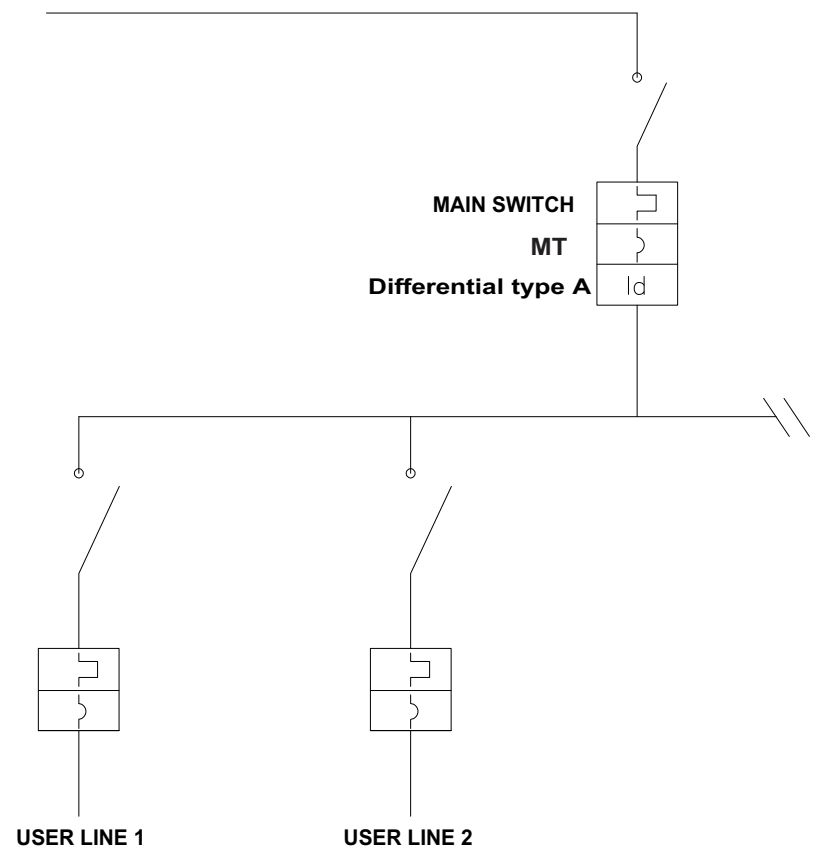 MAIN SWITCH
MT
Differential type A
Id
USER LINE 1
USER LINE 2